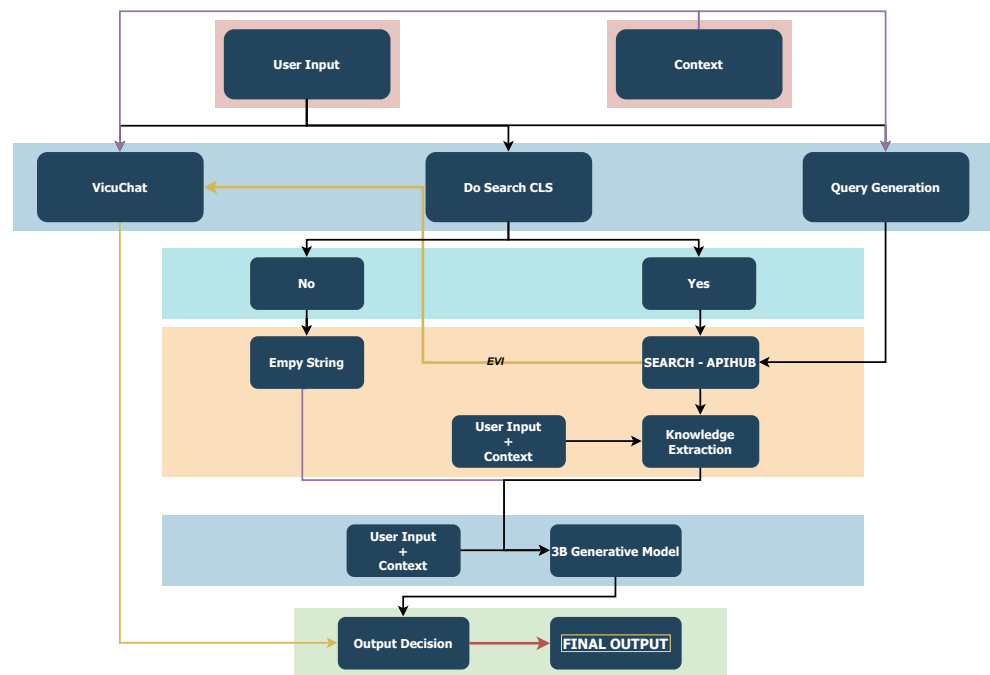 User Input
Context
VicuChat
Do Search CLS
Query Generation
No
Yes
Empy String
EVI
SEARCH - APIHUB
User Input
+
Context
Knowledge
Extraction
User Input
+
Context
3B Generative Model
Output Decision
FINAL OUTPUT